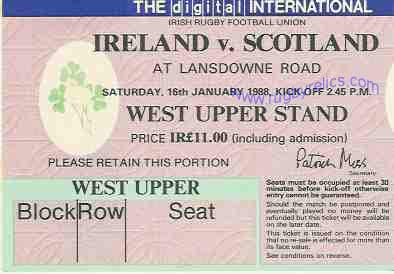 THE digital INTERNATIONAL
IRISH RUGBY FOOTBALL UNION
IRELAND v. SCOTLAND
AT LANSDOWNE ROAD
SATURDAY, 16th JANUARY 1988, KICK-OFF 2.45 P.M.
www.rugbyrelics.com
WEST UPPER STAND
PRICE IR£11.00 (including admission)
PLEASE RETAIN THIS PORTION
Secretary
WEST UPPER
Block Row Seat
Seats must be occupied at least 30
minutes before kick-off otherwise
entry cannot be guaranteed.
Should the match be postponed and
eventually played no money will be
refunded but this ticket will be available
on the later date.
This ticket is issued on the condition
that no re-sale is effected for more than
its face value.
See conditions on reverse.